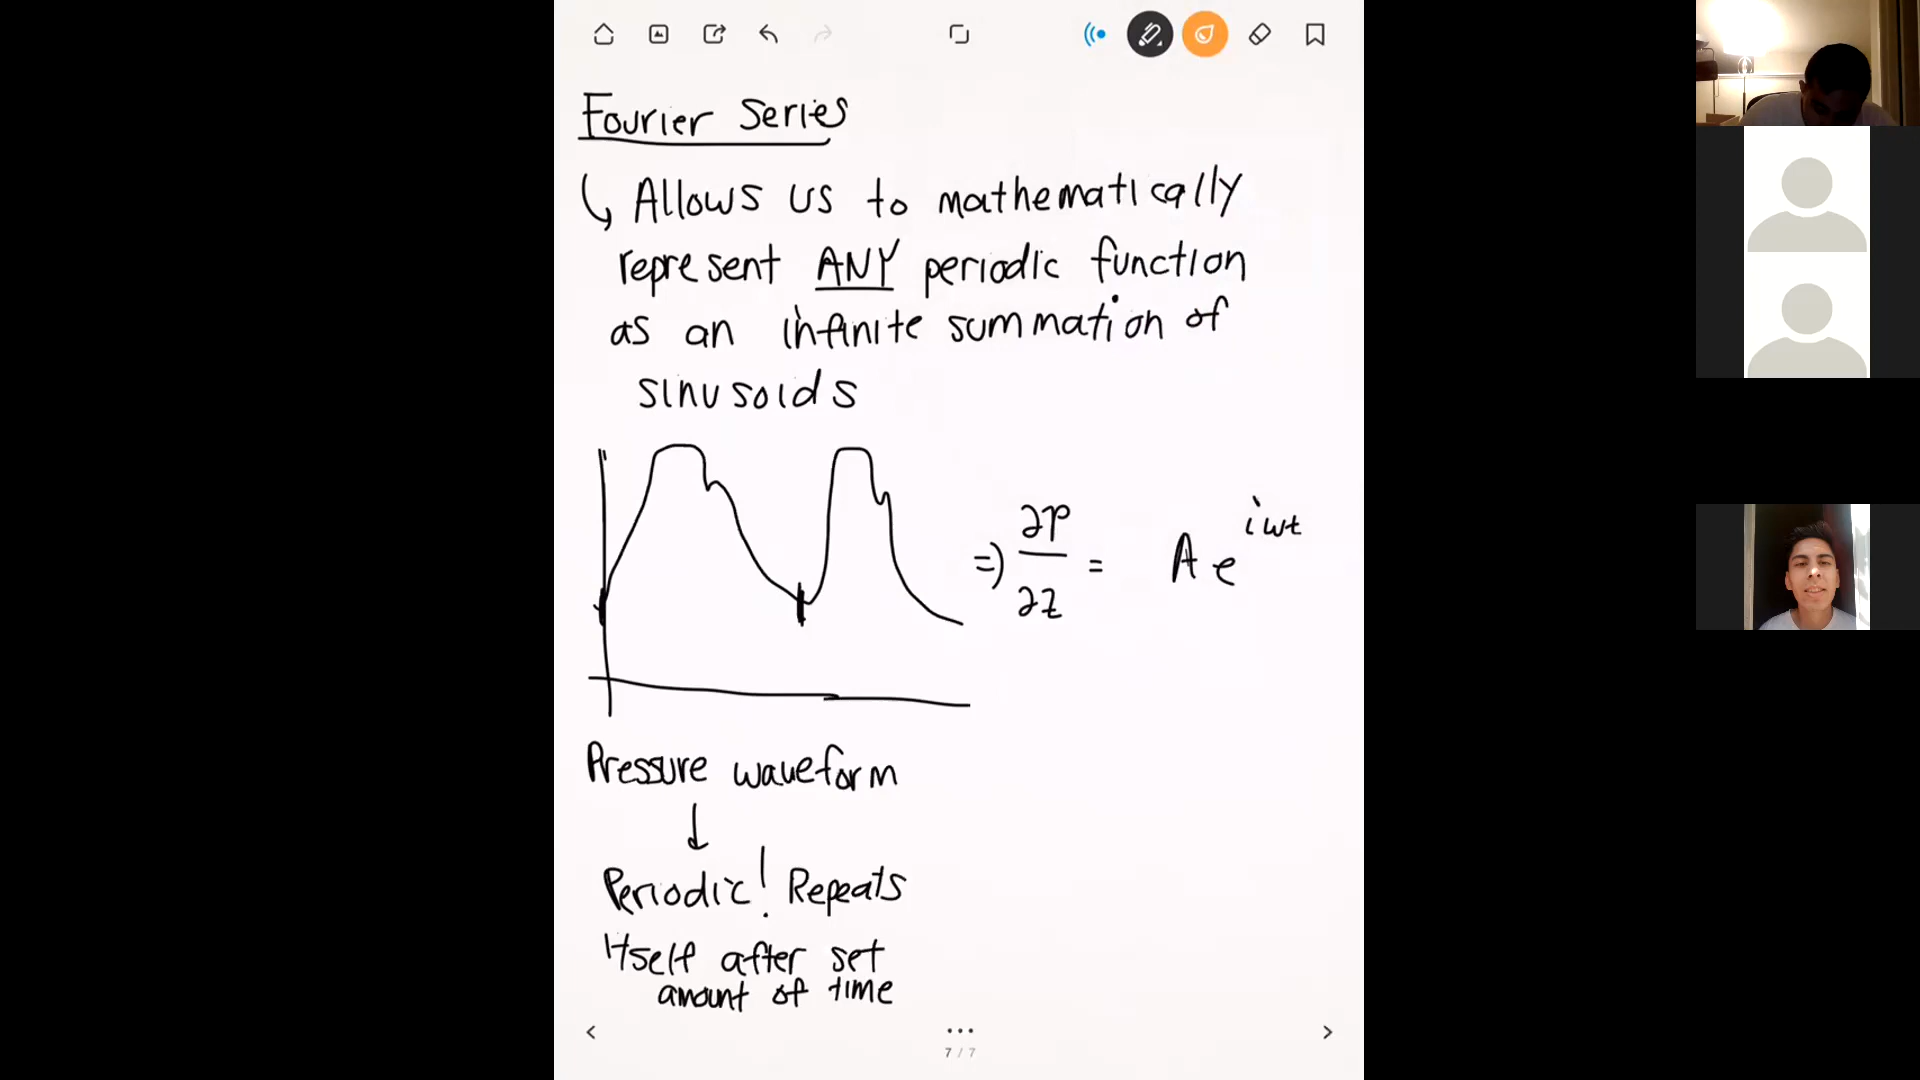 Fourier Series
Allows us to mathematically
represent ANY periodic function
as an infinite summation of
sinusoids
=> ∂P/∂z = A e^iwt
Pressure waveform
Periodic! Repeats
Itself after set
amount of time
7 / 7